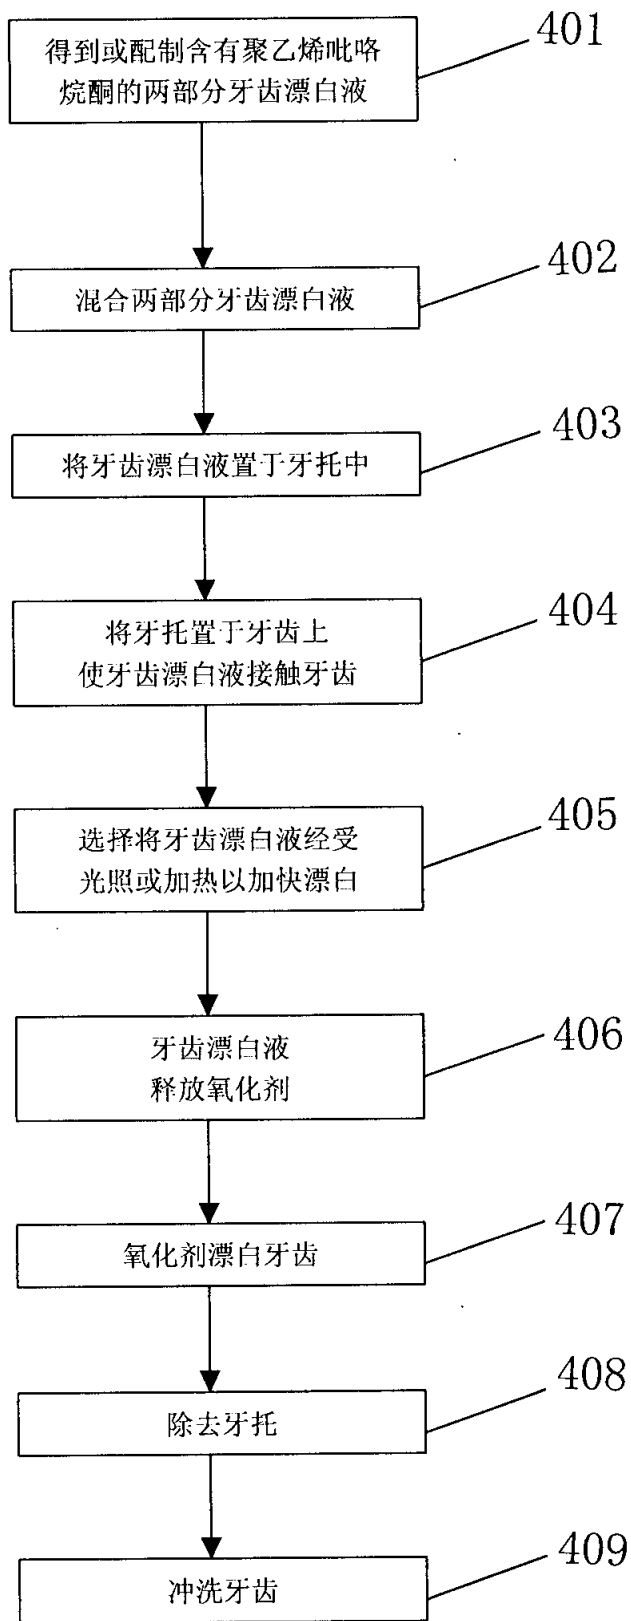 得到或配制含有聚乙烯吡咯
烷酮的两部分牙齿漂白液
401
混合两部分牙齿漂白液
402
将牙齿漂白液置于牙托中
403
将牙托置于牙齿上
使牙齿漂白液接触牙齿
404
选择将牙齿漂白液经受
光照或加热以加快漂白
405
牙齿漂白液
释放氧化剂
406
氧化剂漂白牙齿
407
除去牙托
408
冲洗牙齿
409